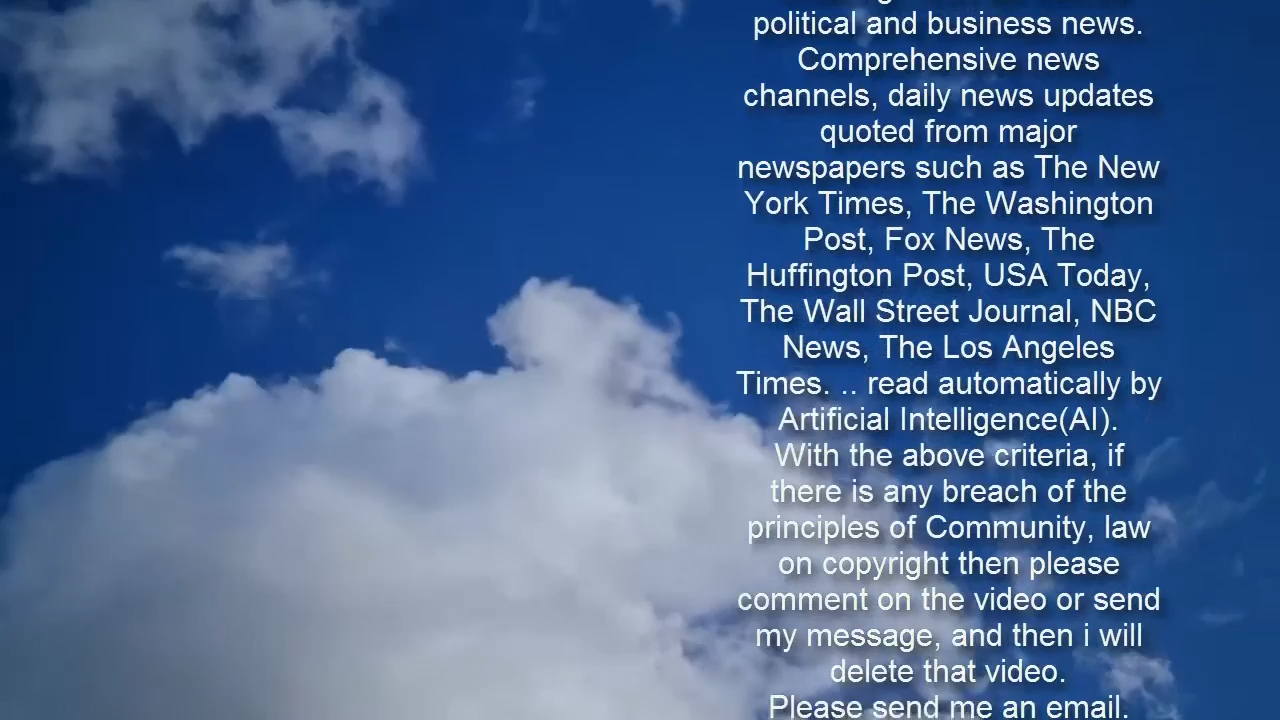 political and business news.
Comprehensive news
channels, daily news updates
quoted from major
newspapers such as The New
York Times, The Washington
Post, Fox News, The
Huffington Post, USA Today,
The Wall Street Journal, NBC
News, The Los Angeles
Times. .. read automatically by
Artificial Intelligence(AI).
With the above criteria, if
there is any breach of the
principles of Community, law
on copyright then please
comment on the video or send
my message, and then i will
delete that video.
Please send me an email.